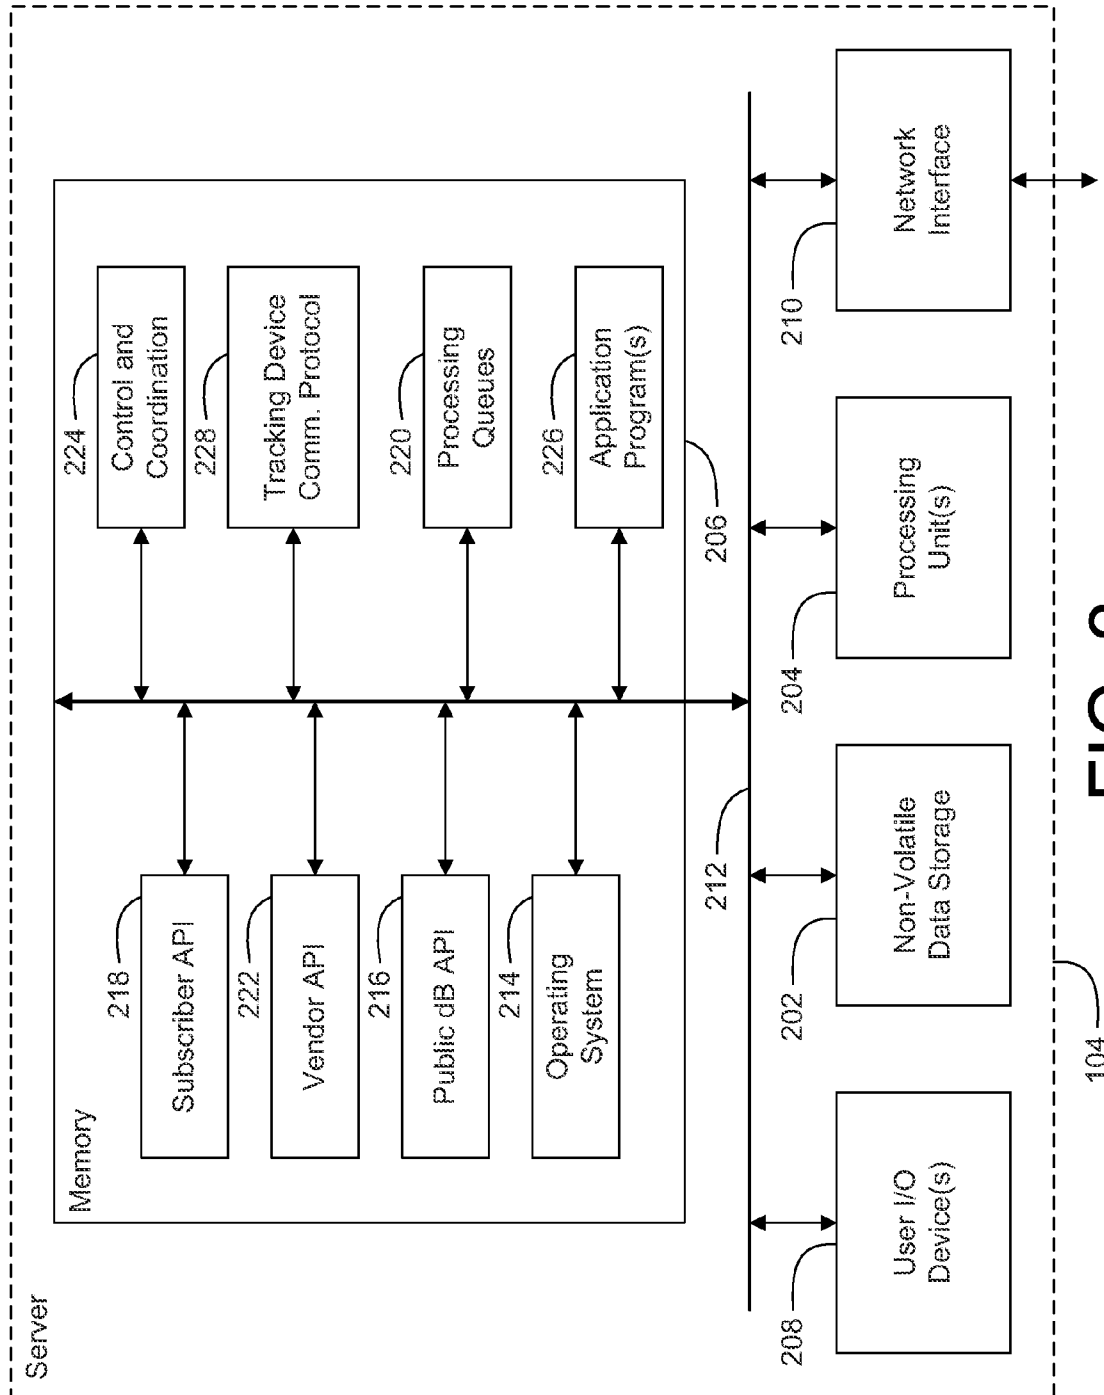 Server
Memory
218
Subscriber API
224
Control and
Coordination
222
Vendor API
228
Tracking Device
Comm. Protocol
216
Public dB API
220
Processing
Queues
214
Operating
System
226
Application
Program(s)
206
212
208
User I/O
Device(s)
202
Non-Volatile
Data Storage
204
Processing
Unit(s)
210
Network
Interface
104
FIG